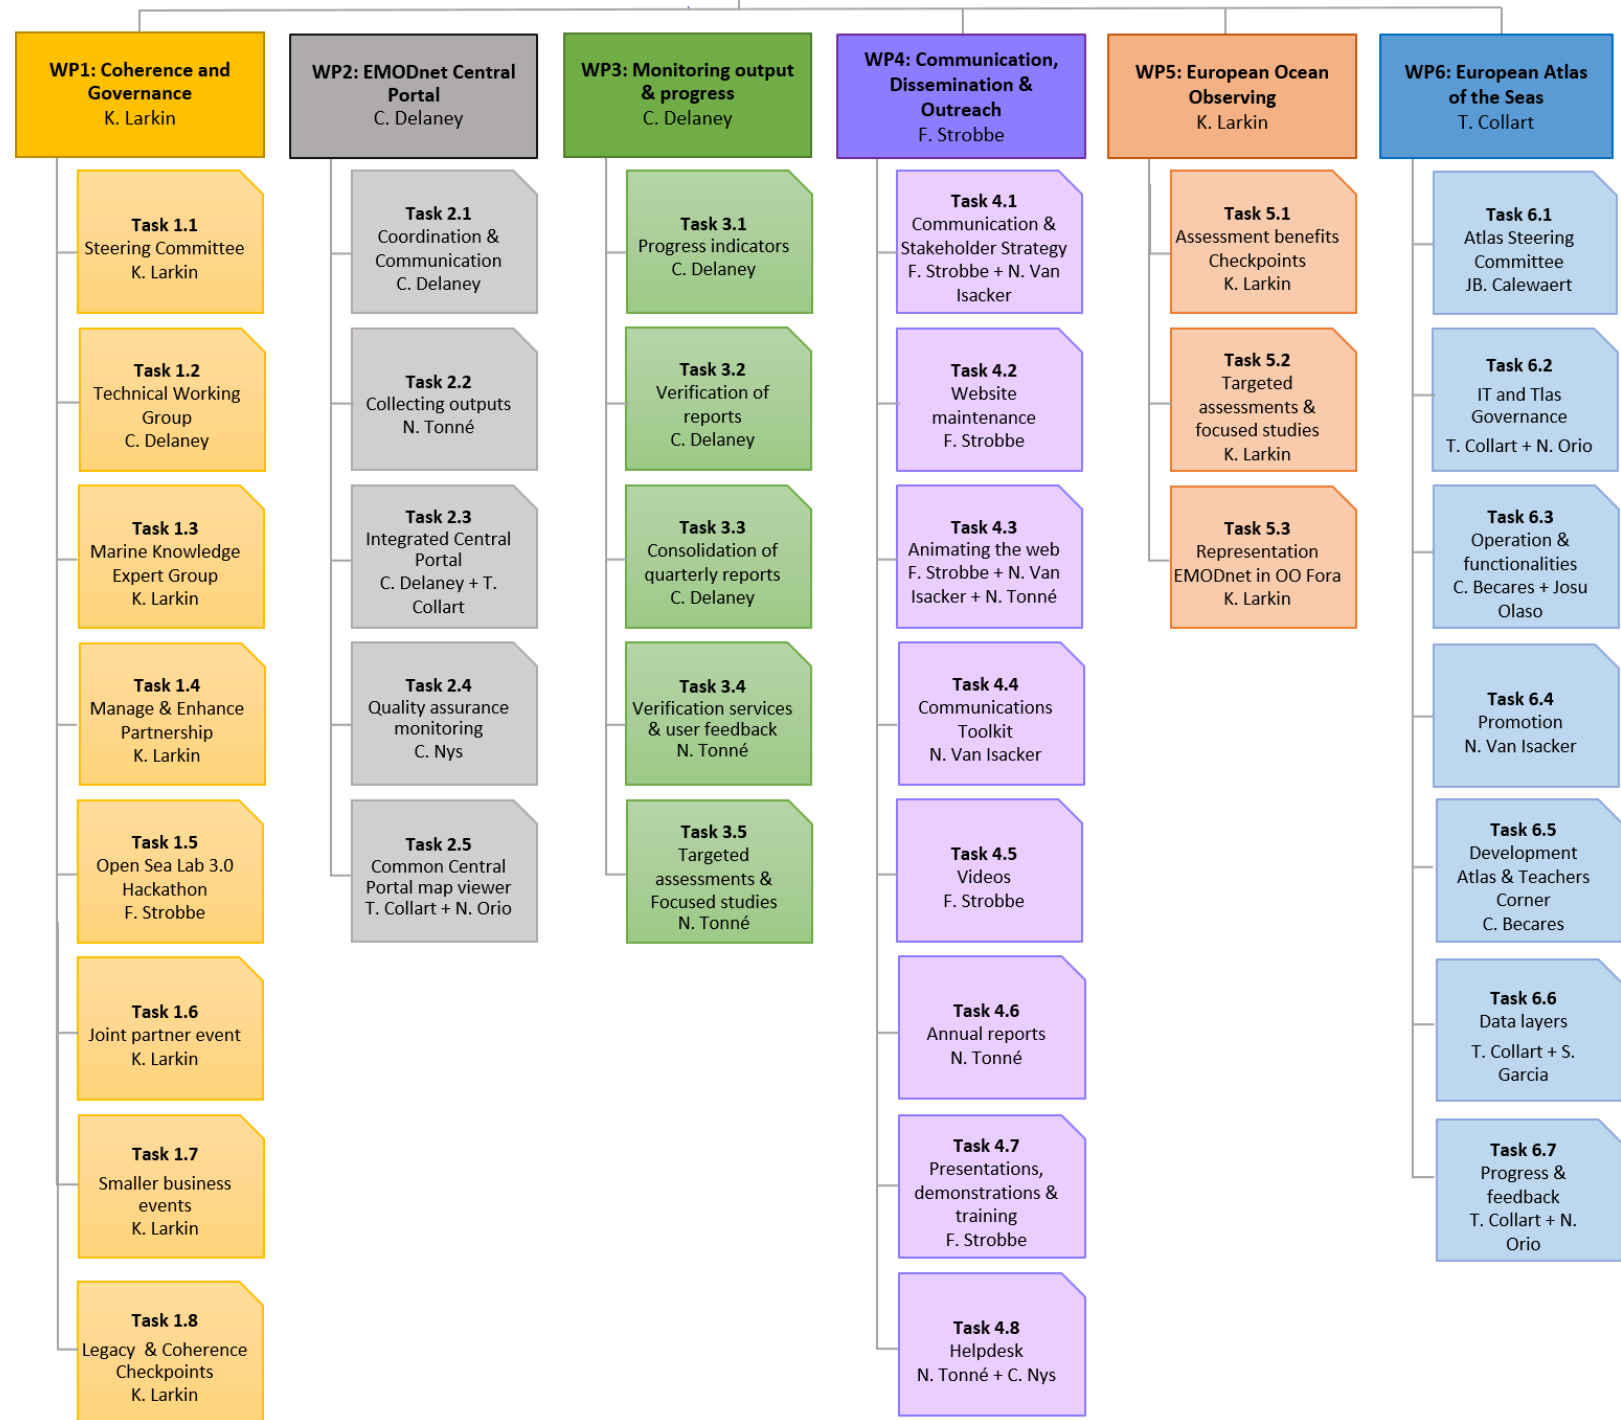 WP1: Coherence and
Governance
K. Larkin
Task 1.1
Steering Committee
K. Larkin
Task 1.2
Technical Working
Group
C. Delaney
Task 1.3
Marine Knowledge
Expert Group
K. Larkin
Task 1.4
Manage & Enhance
Partnership
K. Larkin
Task 1.5
Open Sea Lab 3.0
Hackathon
F. Strobbe
Task 1.6
Joint partner event
K. Larkin
Task 1.7
Smaller business
events
K. Larkin
Task 1.8
Legacy & Coherence
Checkpoints
K. Larkin
WP2: EMODnet Central
Portal
C. Delaney
Task 2.1
Coordination &
Communication
C. Delaney
Task 2.2
Collecting outputs
N. Tonné
Task 2.3
Integrated Central
Portal
C. Delaney + T.
Collart
Task 2.4
Quality assurance
monitoring
C. Nys
Task 2.5
Common Central
Portal map viewer
T. Collart + N. Orio
WP3: Monitoring output
& progress
C. Delaney
Task 3.1
Progress indicators
C. Delaney
Task 3.2
Verification of
reports
C. Delaney
Task 3.3
Consolidation of
quarterly reports
C. Delaney
Task 3.4
Verification services
& user feedback
N. Tonné
Task 3.5
Targeted
assessments &
Focused studies
N. Tonné
WP4: Communication,
Dissemination &
Outreach
F. Strobbe
Task 4.1
Communication &
Stakeholder Strategy
F. Strobbe + N. Van
Isacker
Task 4.2
Website
maintenance
F. Strobbe
Task 4.3
Animating the web
F. Strobbe + N. Van
Isacker + N. Tonné
Task 4.4
Communications
Toolkit
N. Van Isacker
Task 4.5
Videos
F. Strobbe
Task 4.6
Annual reports
N. Tonné
Task 4.7
Presentations,
demonstrations &
training
F. Strobbe
Task 4.8
Helpdesk
N. Tonné + C. Nys
WP5: European Ocean
Observing
K. Larkin
Task 5.1
Assessment benefits
Checkpoints
K. Larkin
Task 5.2
Targeted
assessments &
focused studies
K. Larkin
Task 5.3
Representation
EMODnet in OO Fora
K. Larkin
WP6: European Atlas
of the Seas
T. Collart
Task 6.1
Atlas Steering
Committee
JB. Calewaert
Task 6.2
IT and Tlas
Governance
T. Collart + N. Orio
Task 6.3
Operation &
functionalities
C. Becares + Josu
Olaso
Task 6.4
Promotion
N. Van Isacker
Task 6.5
Development
Atlas & Teachers
Corner
C. Becares
Task 6.6
Data layers
T. Collart + S.
Garcia
Task 6.7
Progress &
feedback
T. Collart + N.
Orio